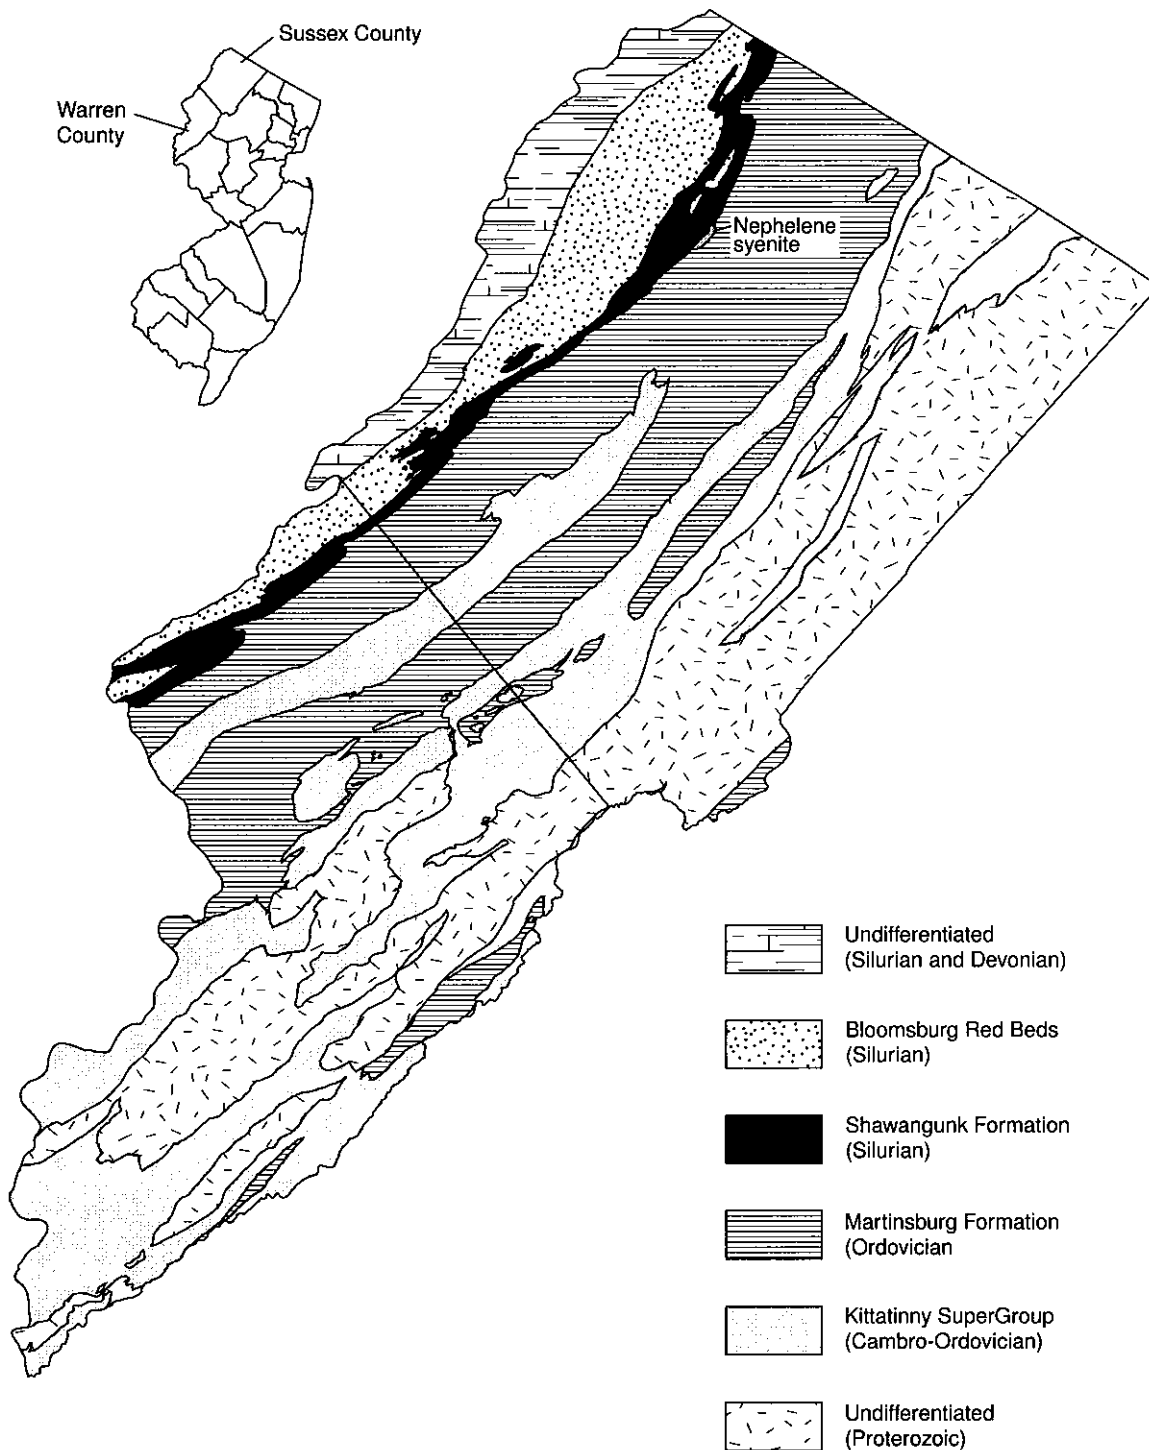 Sussex County
Warren
County
Nephelene
syenite
Undifferentiated
(Silurian and Devonian)
Bloomsburg Red Beds
(Silurian)
Shawangunk Formation
(Silurian)
Martinsburg Formation
(Ordovician
Kittatinny SuperGroup
(Cambro-Ordovician)
Undifferentiated
(Proterozoic)